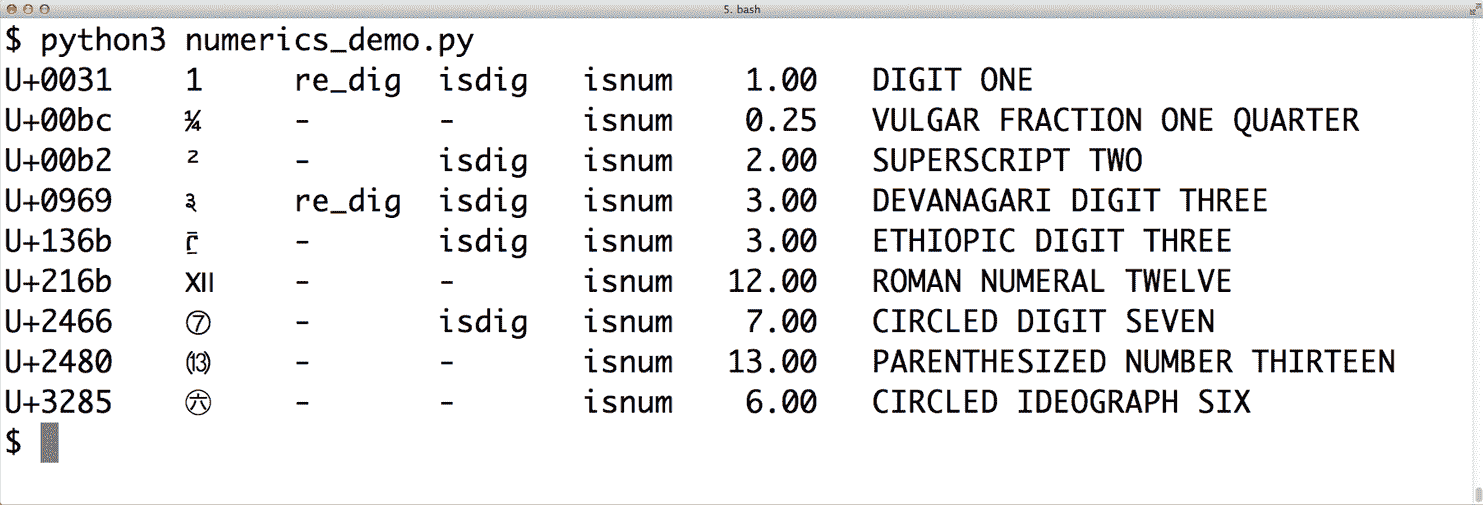 5. bash
$ python3 numerics_demo.py
U+0031 1 re_dig isdig isnum 1.00 DIGIT ONE
U+00bc ¼ - - isnum 0.25 VULGAR FRACTION ONE QUARTER
U+00b2 ² - isdig isnum 2.00 SUPERSCRIPT TWO
U+0969 ३ re_dig isdig isnum 3.00 DEVANAGARI DIGIT THREE
U+136b ፫ - isdig isnum 3.00 ETHIOPIC DIGIT THREE
U+216b Ⅻ - - isnum 12.00 ROMAN NUMERAL TWELVE
U+2466 ⑦ - isdig isnum 7.00 CIRCLED DIGIT SEVEN
U+2480 ⒀ - - isnum 13.00 PARENTHESIZED NUMBER THIRTEEN
U+3285 ㊅ - - isnum 6.00 CIRCLED IDEOGRAPH SIX
$